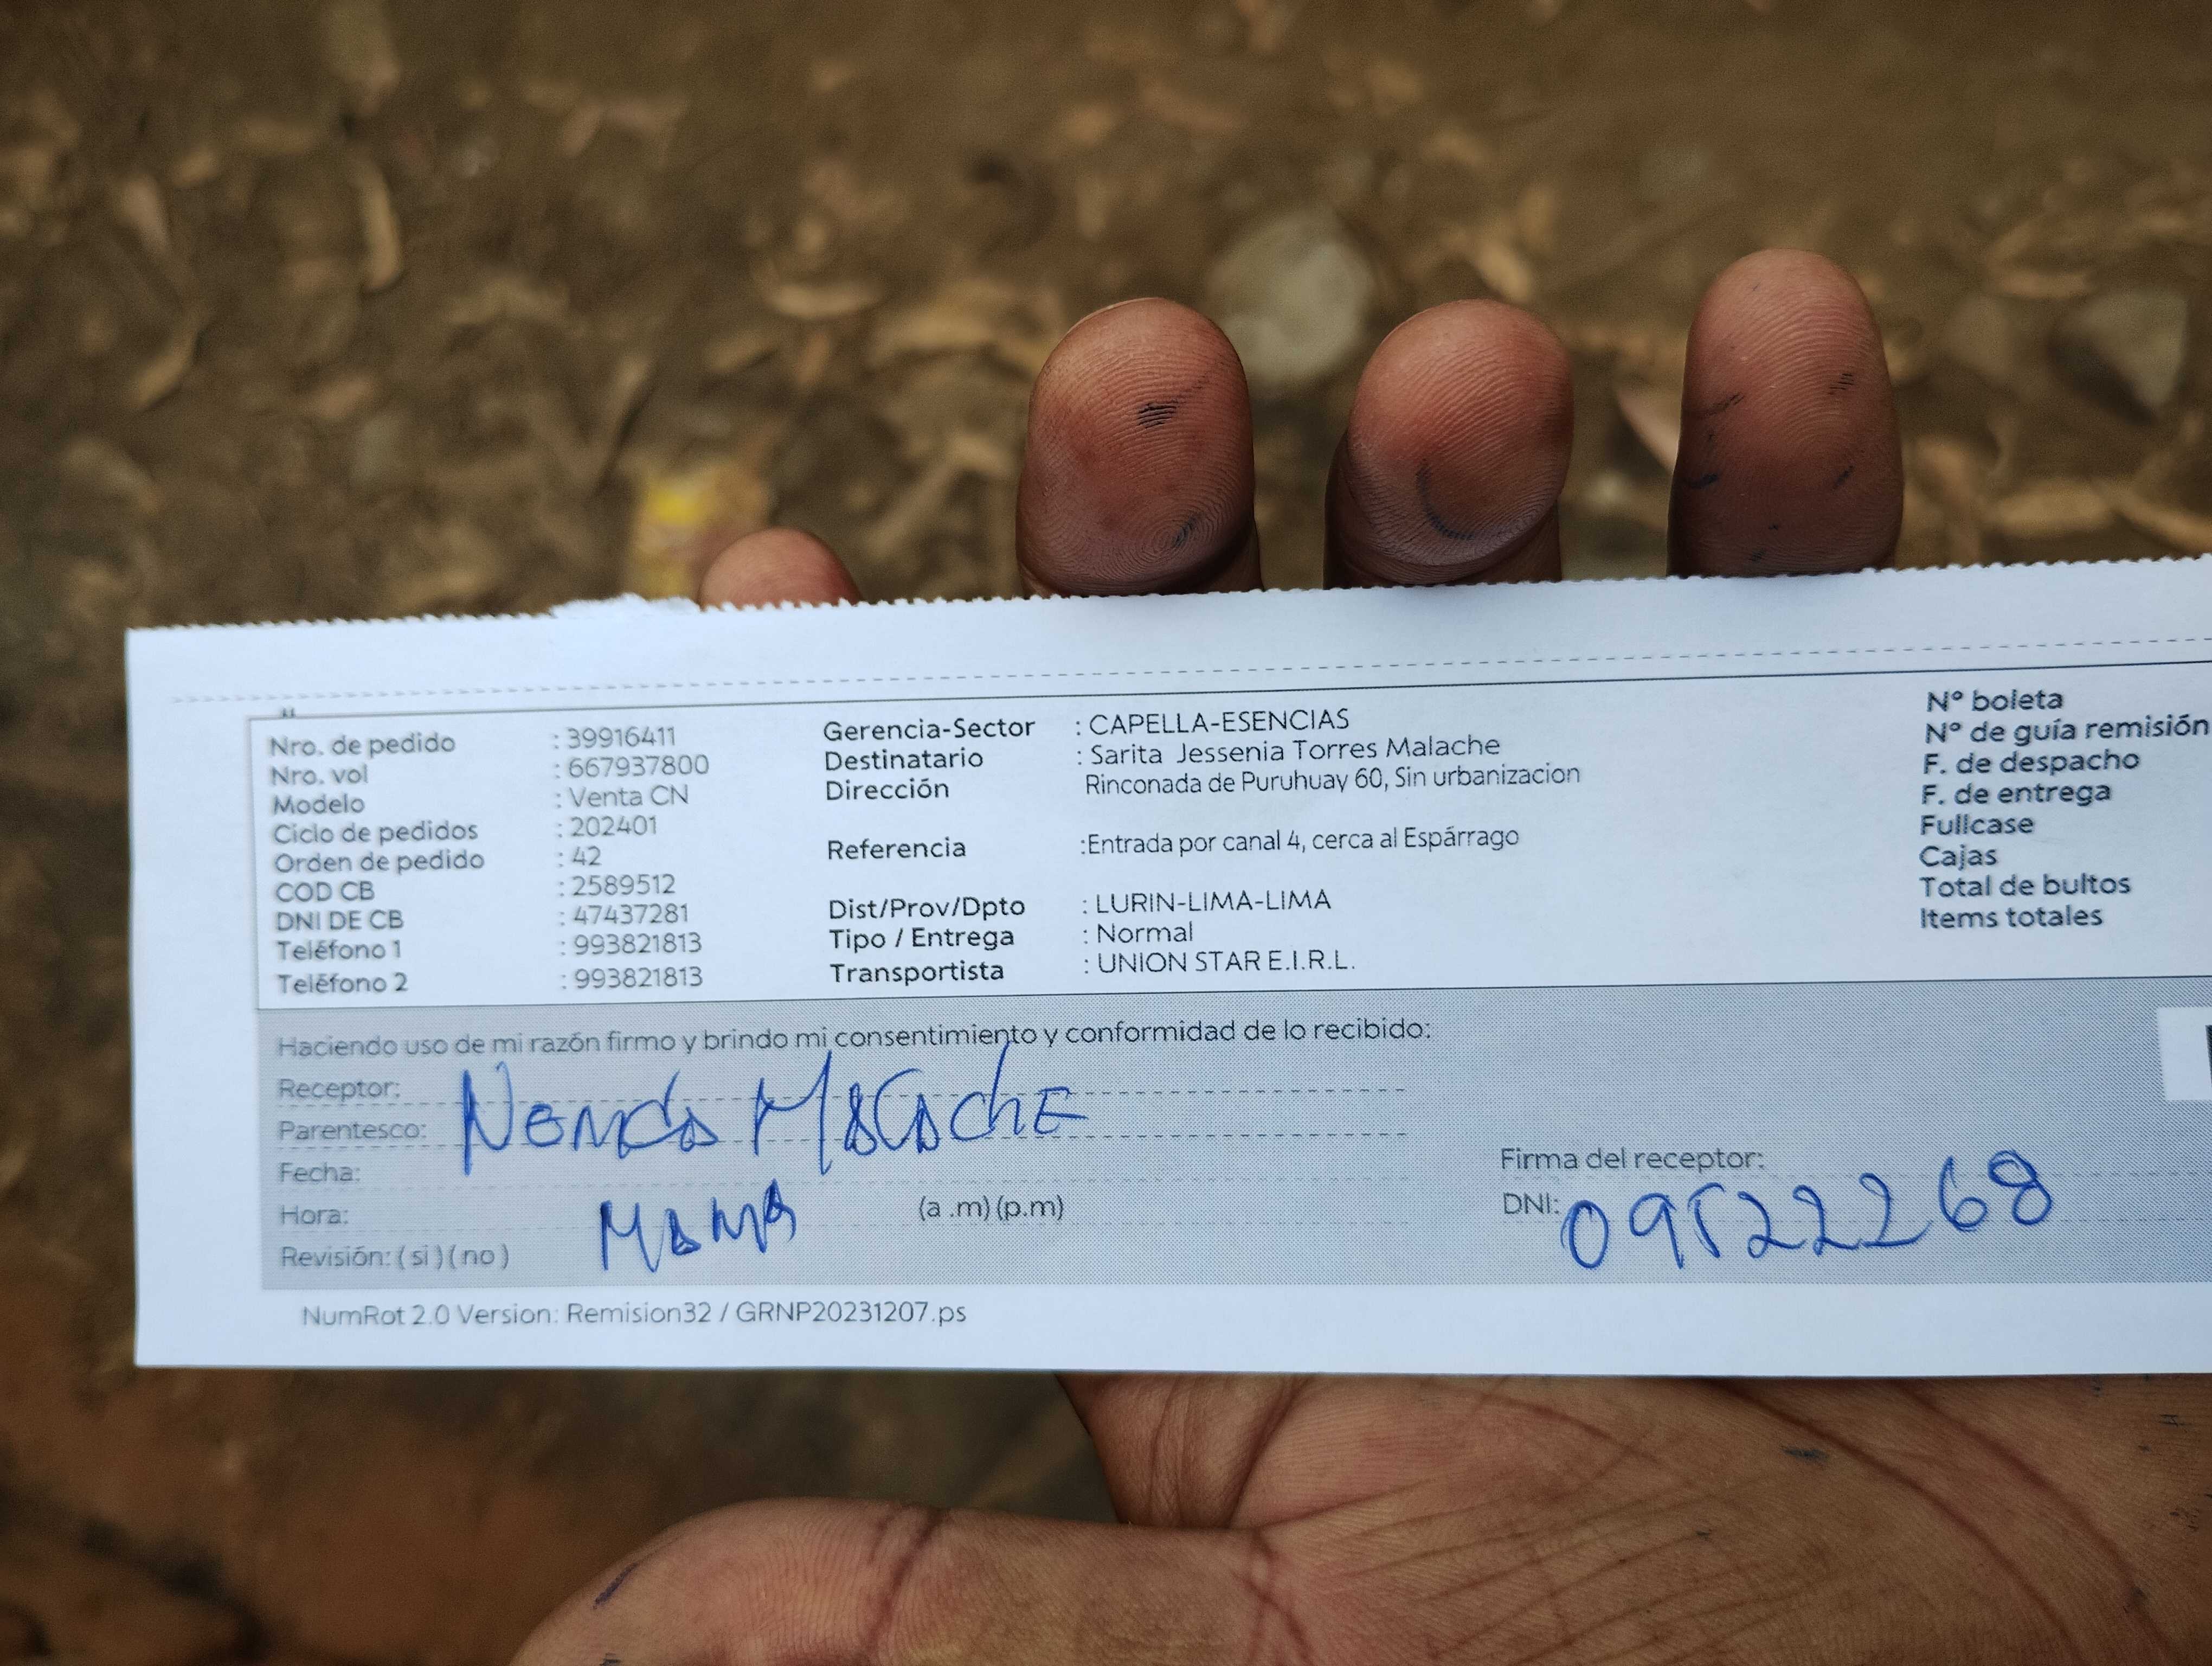 Nro. de pedido : 39916411
Nro. vol : 667937800
Modelo : Venta CN
Ciclo de pedidos : 202401
Orden de pedido : 42
COD CB : 2589512
DNI DE CB : 47437281
Teléfono 1 : 993821813
Teléfono 2 : 993821813
Gerencia-Sector : CAPELLA-ESENCIAS
Destinatario : Sarita Jessenia Torres Malache
Dirección Rinconada de Puruhuay 60, Sin urbanizacion
Referencia :Entrada por canal 4, cerca al Espárrago
Dist/Prov/Dpto : LURIN-LIMA-LIMA
Tipo / Entrega : Normal
Transportista : UNION STAR E.I.R.L.
Nº boleta
Nº de guía remisión
F. de despacho
F. de entrega
Fullcase
Cajas
Total de bultos
Items totales
Haciendo uso de mi razón firmo y brindo mi consentimiento y conformidad de lo recibido:
Receptor:
Parentesco:
MALAchE
Fecha:
Hora: (a .m) (p.m)
MAMA
Revisión: ( si ) ( no )
Firma del receptor:
DNI: 09522268
NumRot 2.0 Version: Remision32 / GRNP20231207.ps